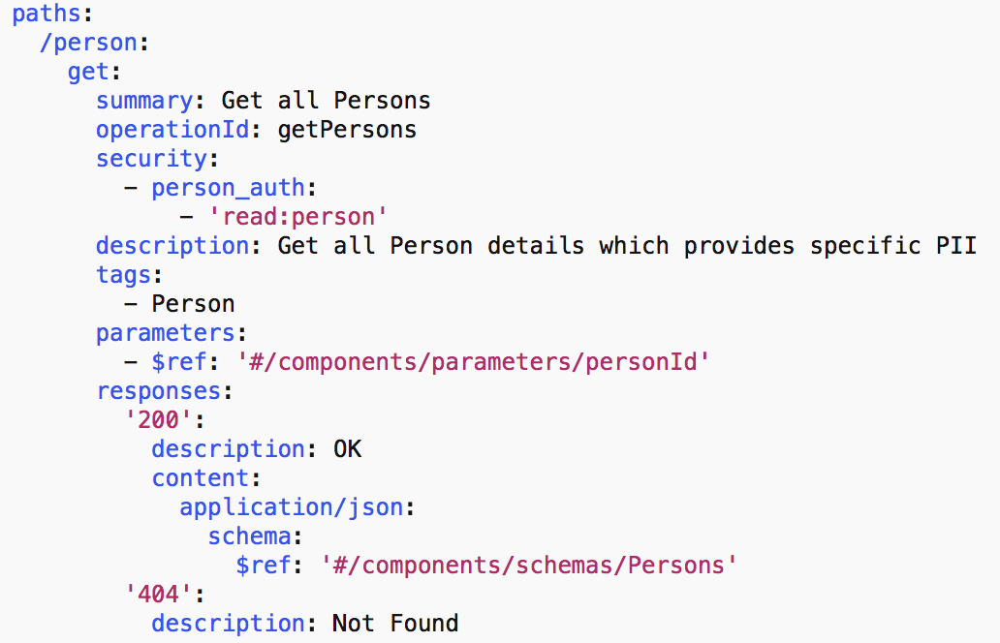 paths:
  /person:
    get:
      summary: Get all Persons
      operationId: getPersons
      security:
        - person_auth:
            - 'read:person'
      description: Get all Person details which provides specific PII
      tags:
        - Person
      parameters:
        - $ref: '#/components/parameters/personId'
      responses:
        '200':
          description: OK
          content:
            application/json:
              schema:
                $ref: '#/components/schemas/Persons'
        '404':
          description: Not Found